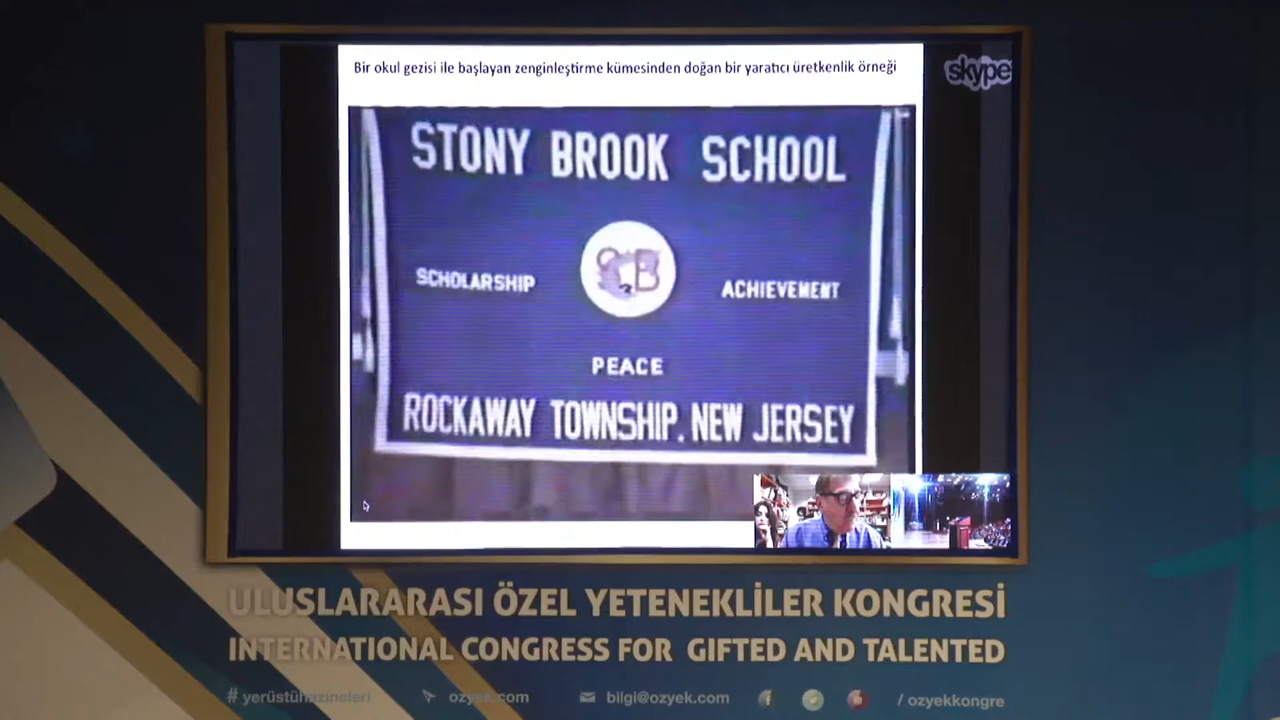 Bir okul gezisi ile başlayan zenginleştirme kümesinden doğan bir yaratıcı üretkenlik örneği
skype
STONY BROOK SCHOOL
SCHOLARSHIP
ACHIEVEMENT
PEACE
ROCKAWAY TOWNSHIP. NEW JERSEY
ULUSLARARASI ÖZEL YETENEKLİLER KONGRESİ
INTERNATIONAL CONGRESS FOR GIFTED AND TALENTED
# yerüstühazineleri ozyek.com bilgi@ozyek.com / ozyekkongre